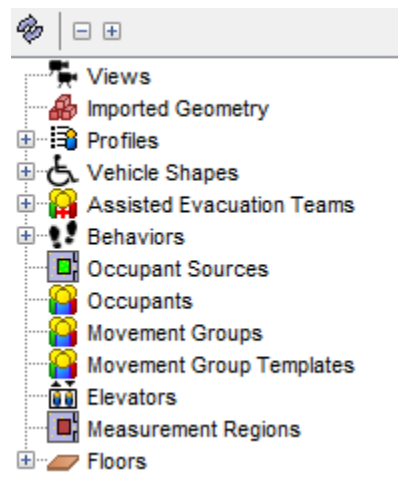 Views
Imported Geometry
Profiles
Vehicle Shapes
Assisted Evacuation Teams
Behaviors
Occupant Sources
Occupants
Movement Groups
Movement Group Templates
Elevators
Measurement Regions
Floors